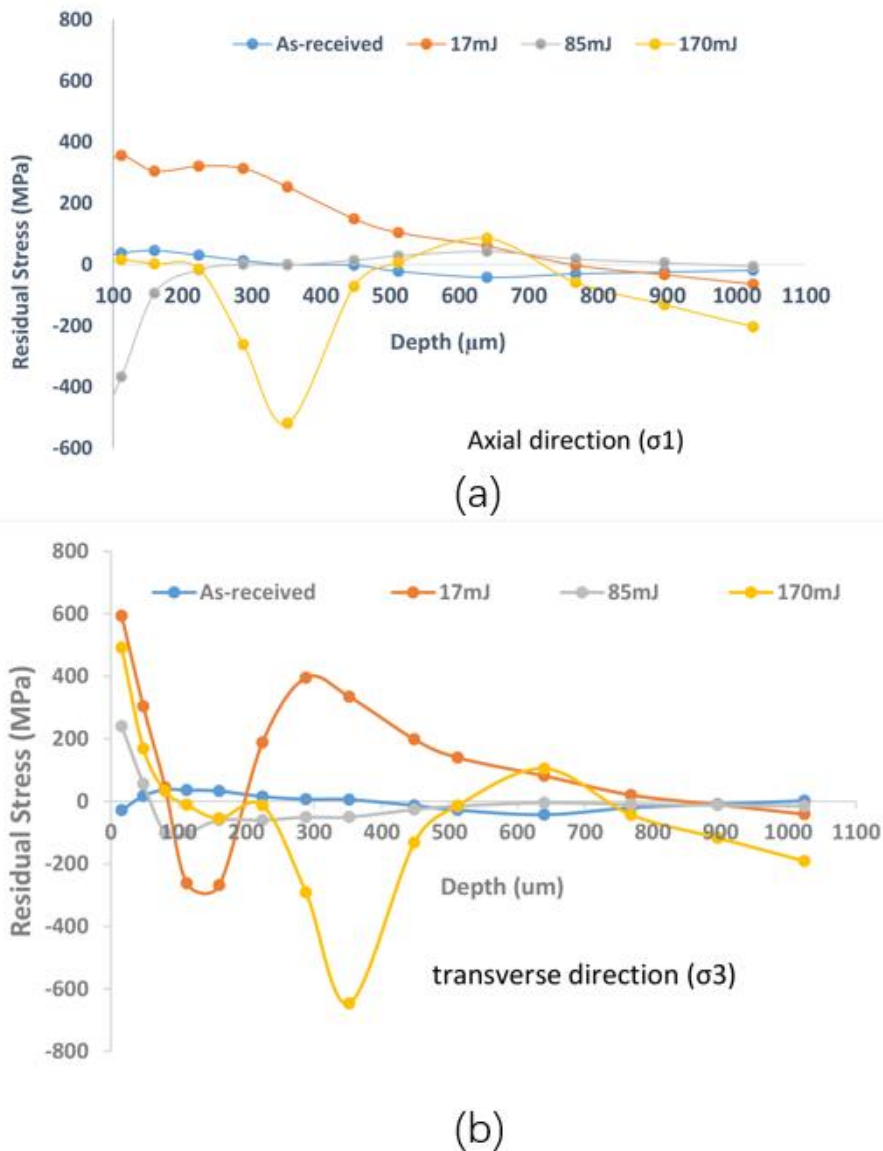 800
As-received 17mJ 85mJ 170mJ
600
400
200
0
-200
-400
-600
Residual Stress (MPa)
100 200 300 400 500 600 700 800 900 1000 1100
Depth (μm)
Axial direction (σ1)
(a)
800
As-received 17mJ 85mJ 170mJ
600
400
200
0
-200
-400
-600
-800
Residual Stress (MPa)
0 100 200 300 400 500 600 700 800 900 1000 1100
Depth (um)
transverse direction (σ3)
(b)